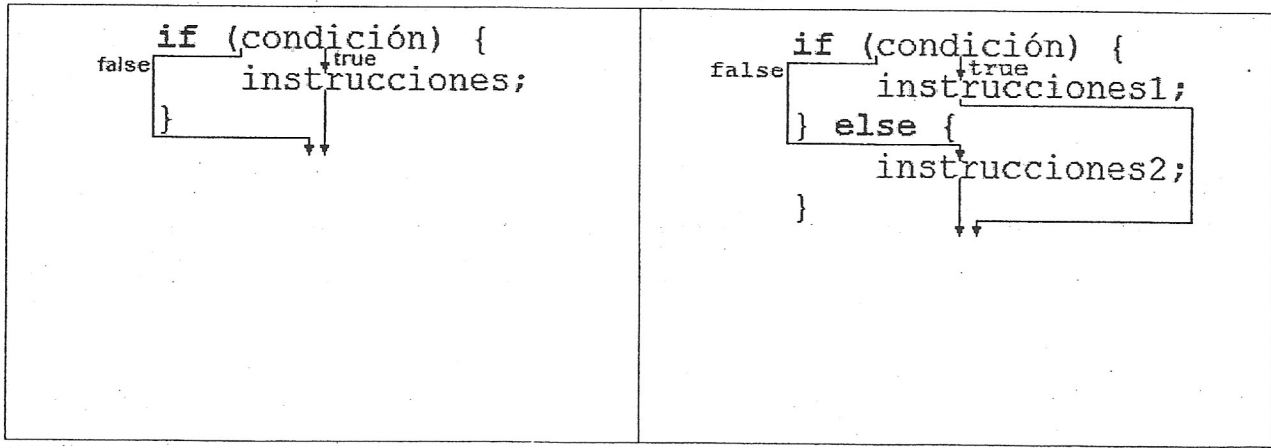 if (condición) {
false
true
instrucciones;
}
if (condición) {
false
true
instrucciones1;
} else {
instrucciones2;
}